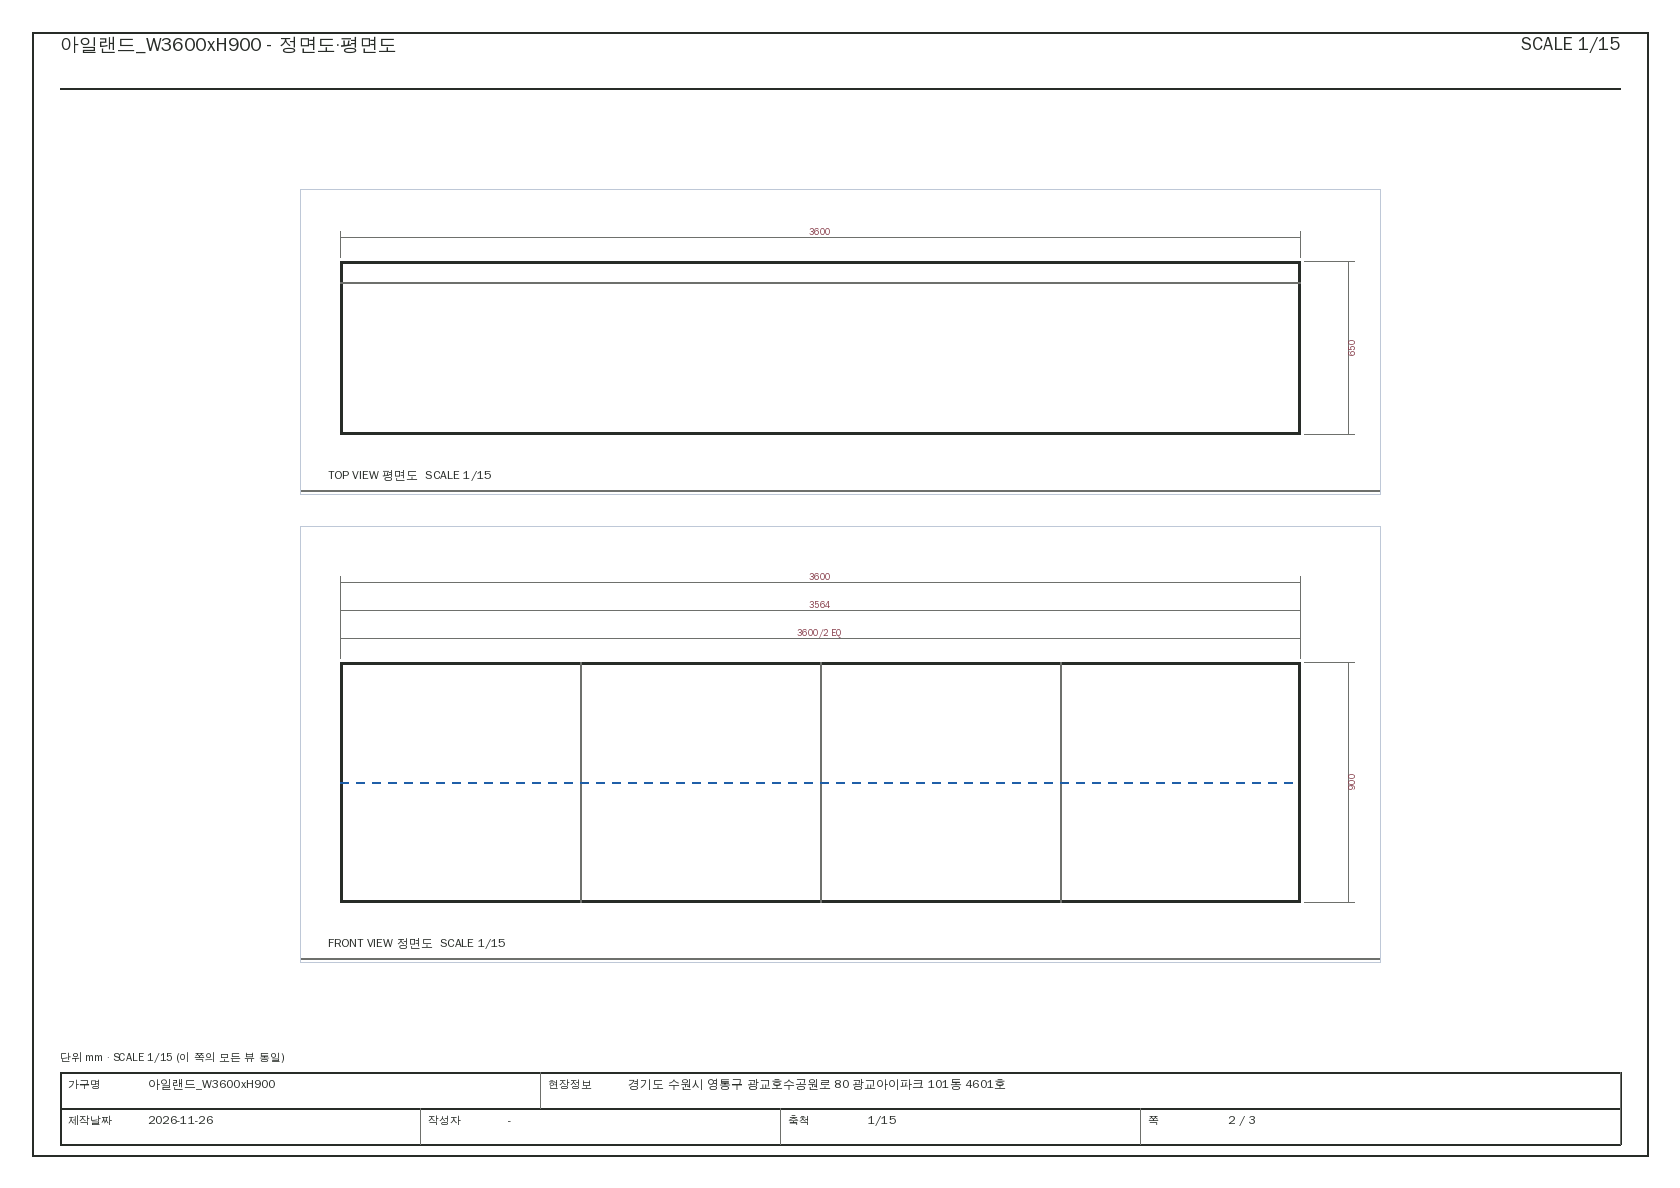 아일랜드_W3600xH900 - 정면도·평면도
SCALE 1/15
3600
650
TOP VIEW 평면도 SCALE 1/15
3600
3564
3600/2 EQ
900
FRONT VIEW 정면도 SCALE 1/15
단위 mm · SCALE 1/15 (이 쪽의 모든 뷰 동일)
가구명 아일랜드_W3600xH900 현장정보 경기도 수원시 영통구 광교호수공원로 80 광교아이파크 101동 4601호
제작날짜 2026-11-26 작성자 - 축척 1/15 쪽 2 / 3